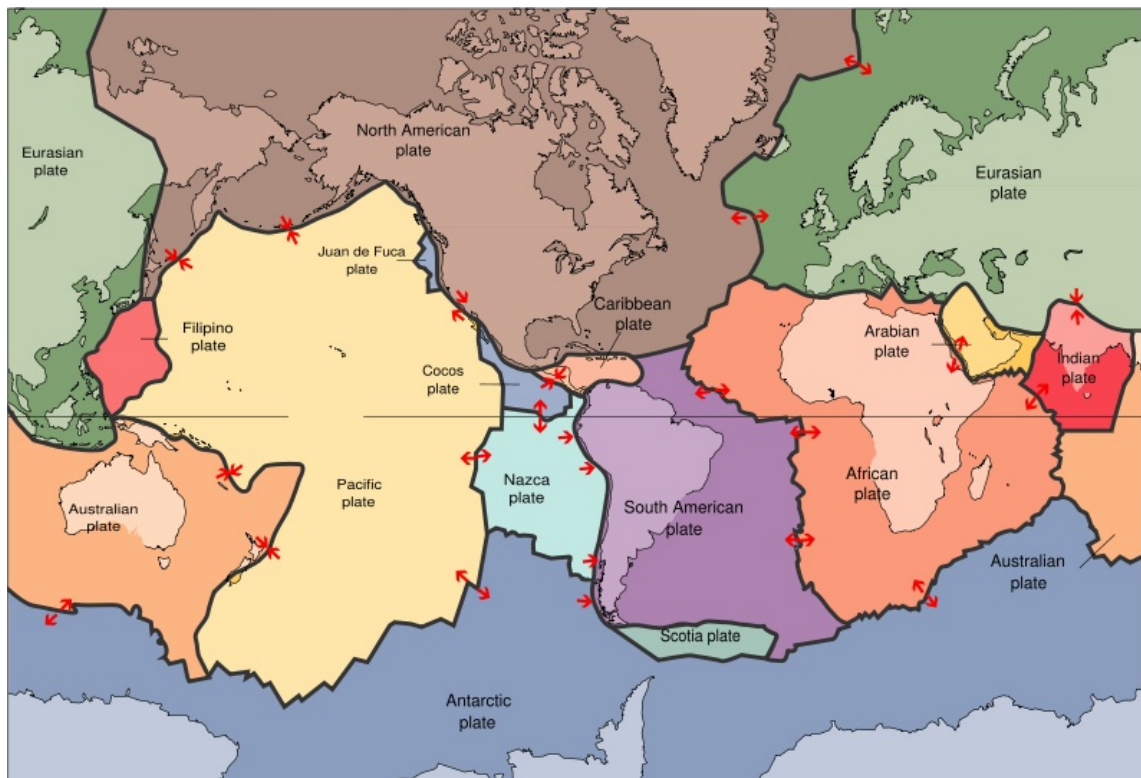 North American
plate
Eurasian
plate
Eurasian
plate
Juan de Fuca
plate
Caribbean
plate
Filipino
plate
Arabian
plate
Indian
plate
Cocos
plate
Nazca
plate
Pacific
plate
African
plate
South American
plate
Australian
plate
Australian
plate
Scotia plate
Antarctic
plate